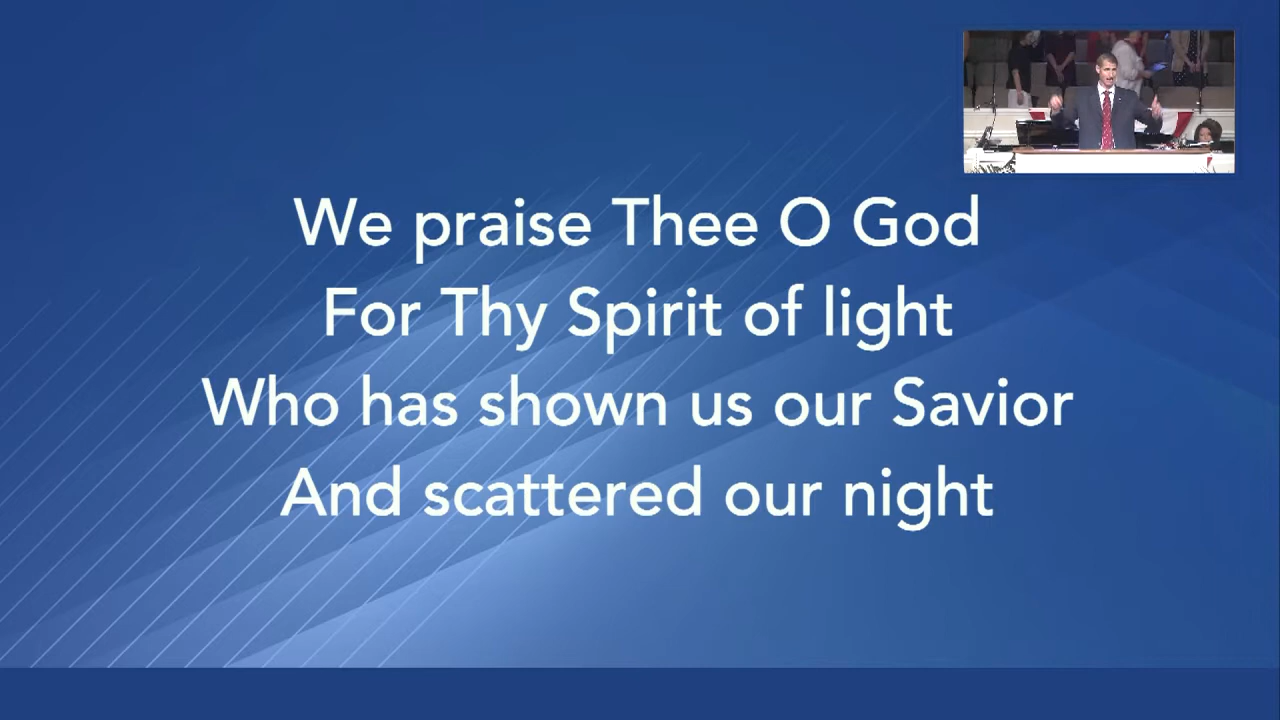 We praise Thee O God
For Thy Spirit of light
Who has shown us our Savior
And scattered our night